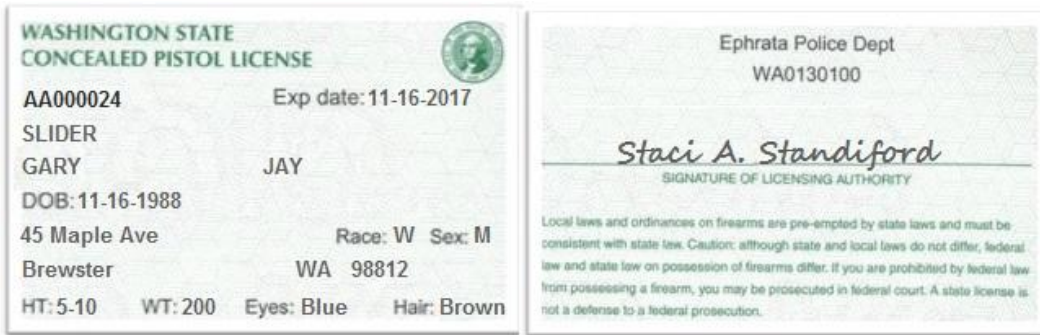 WASHINGTON STATE
CONCEALED PISTOL LICENSE
AA000024 Exp date: 11-16-2017
SLIDER
GARY JAY
DOB: 11-16-1988
45 Maple Ave Race: W Sex: M
Brewster WA 98812
HT: 5-10 WT: 200 Eyes: Blue Hair: Brown
Ephrata Police Dept
WA0130100
Staci A. Standiford
SIGNATURE OF LICENSING AUTHORITY
Local laws and ordinances on firearms are pre-empted by state laws and must be
consistent with state law. Caution: although state and local laws do not differ, federal
law and state law on possession of firearms differ. If you are prohibited by federal law
from possessing a firearm, you may be prosecuted in federal court. A state license is
not a defense to a federal prosecution.